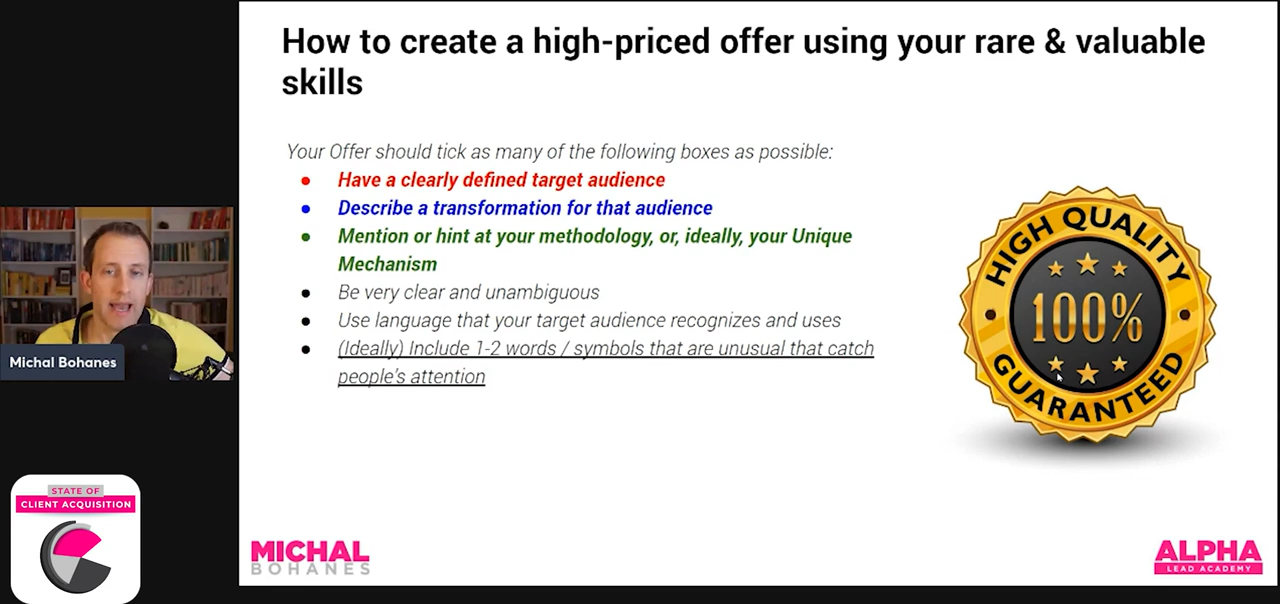 How to create a high-priced offer using your rare & valuable
skills
Your Offer should tick as many of the following boxes as possible:
Have a clearly defined target audience
Describe a transformation for that audience
Mention or hint at your methodology, or, ideally, your Unique
Mechanism
Be very clear and unambiguous
Use language that your target audience recognizes and uses
(Ideally) Include 1-2 words / symbols that are unusual that catch
people's attention
HIGH QUALITY
100%
GUARANTEED
Michal Bohanes
STATE OF
CLIENT ACQUISITION
MICHAL
BOHANES
ALPHA
LEAD ACADEMY